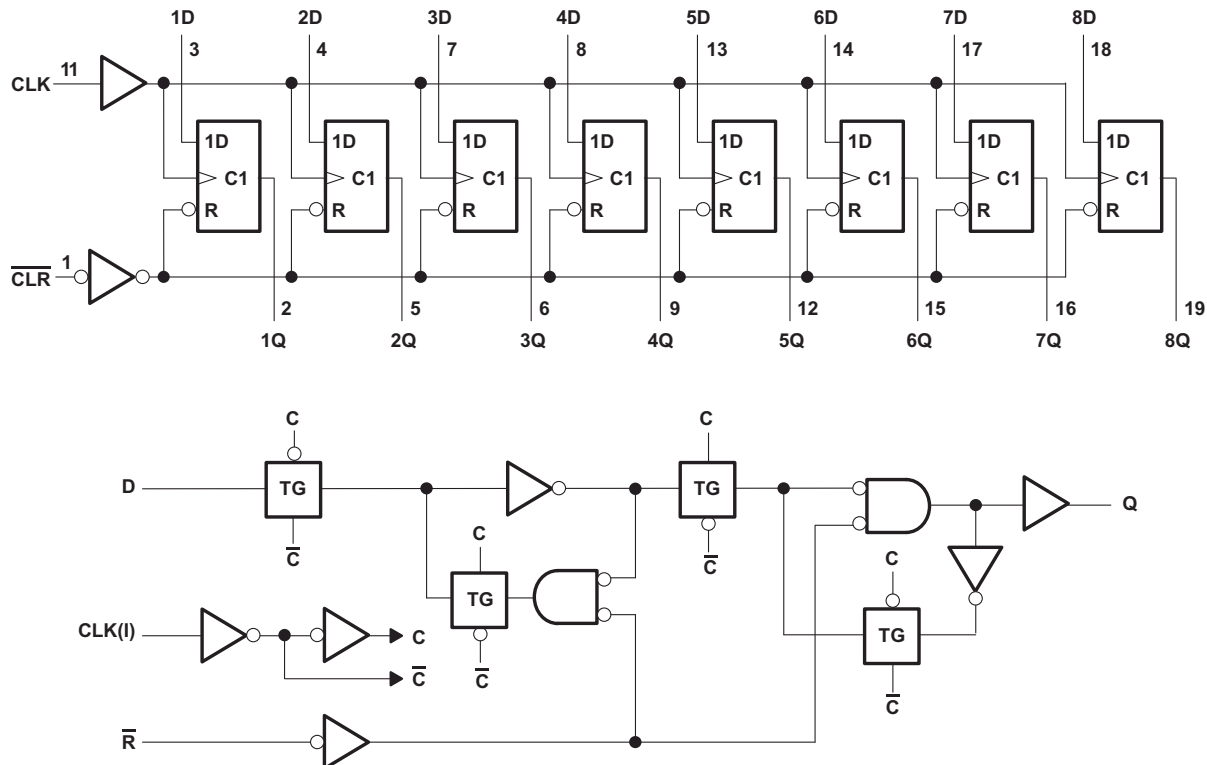 1D 2D 3D 4D 5D 6D 7D 8D
3 4 7 8 13 14 17 18
CLK 11
1D 1D 1D 1D 1D 1D 1D 1D
C1 C1 C1 C1 C1 C1 C1 C1
R R R R R R R R
C̅L̅R̅ 1
2 5 6 9 12 15 16 19
1Q 2Q 3Q 4Q 5Q 6Q 7Q 8Q
C C
D TG TG
C̅ C C̅ C
TG TG
CLK(I) C
C̅ C̅ C̅
R̅